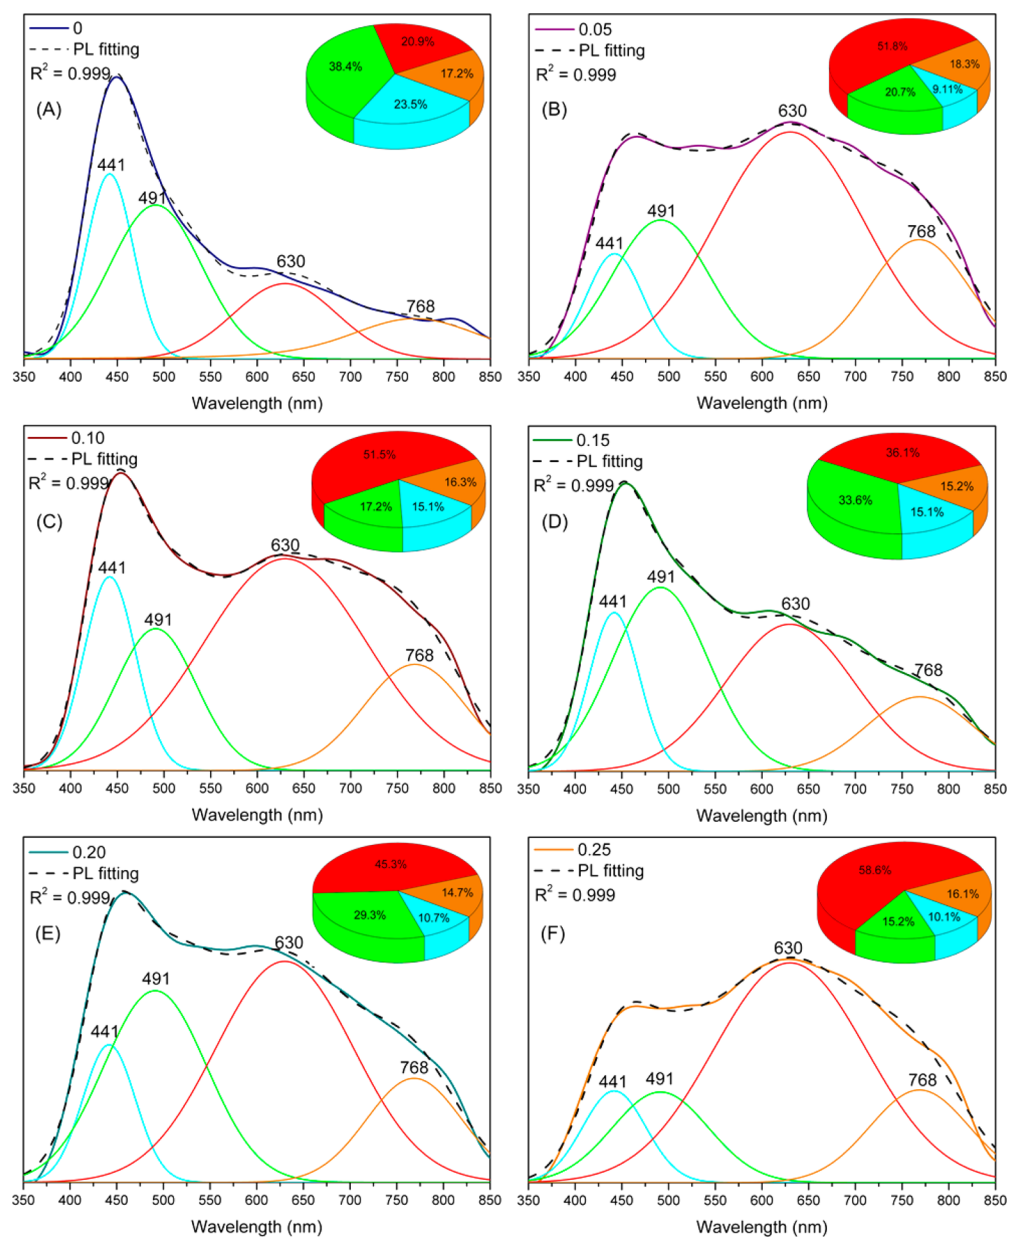 0
PL fitting
R² = 0.999
(A)
20.9%
38.4%
17.2%
23.5%
441
491
630
768
350 400 450 500 550 600 650 700 750 800 850
Wavelength (nm)
0.05
PL fitting
R² = 0.999
(B)
51.8%
18.3%
20.7%
9.11%
630
491
441
768
350 400 450 500 550 600 650 700 750 800 850
Wavelength (nm)
0.10
PL fitting
R² = 0.999
(C)
51.5%
16.3%
17.2%
15.1%
630
441
491
768
350 400 450 500 550 600 650 700 750 800 850
Wavelength (nm)
0.15
PL fitting
R² = 0.999
(D)
36.1%
33.6%
15.2%
15.1%
491
441
630
768
350 400 450 500 550 600 650 700 750 800 850
Wavelength (nm)
0.20
PL fitting
R² = 0.999
(E)
45.3%
14.7%
29.3%
10.7%
630
491
441
768
350 400 450 500 550 600 650 700 750 800 850
Wavelength (nm)
0.25
PL fitting
R² = 0.999
(F)
58.6%
16.1%
15.2%
10.1%
630
441
491
768
350 400 450 500 550 600 650 700 750 800 850
Wavelength (nm)